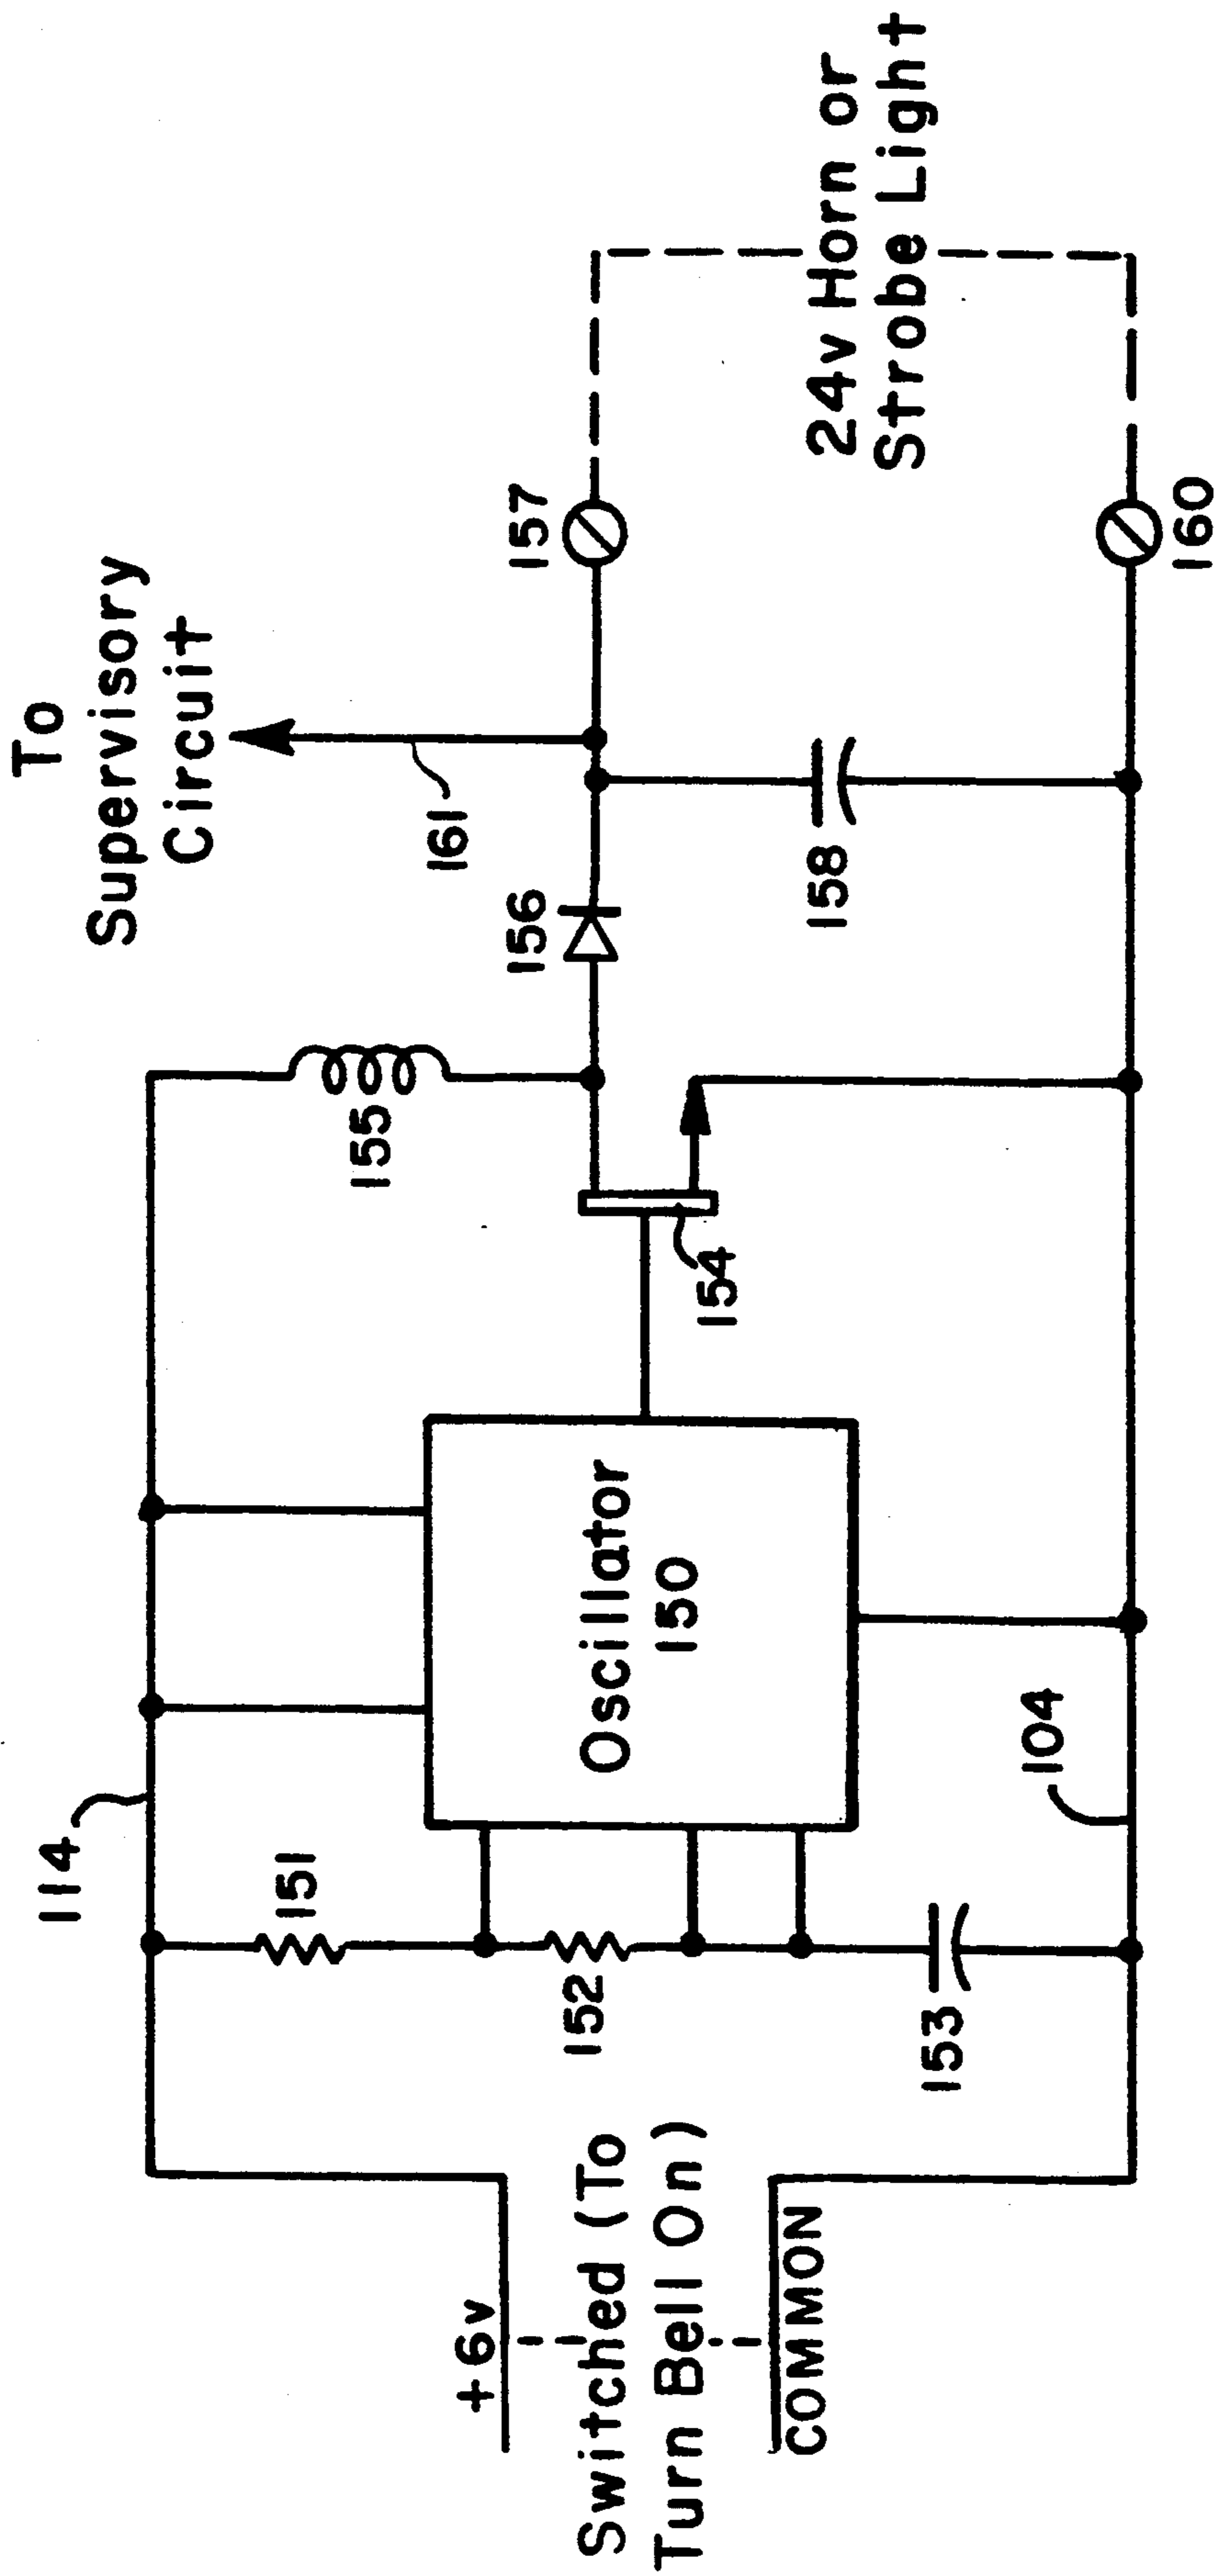 To
Supervisory
Circuit
114
161
155
156
157
151
+6v
Switched (To
Turn Bell On)
COMMON
152
153
Oscillator
150
154
158
24v Horn or
Strobe Light
104
160